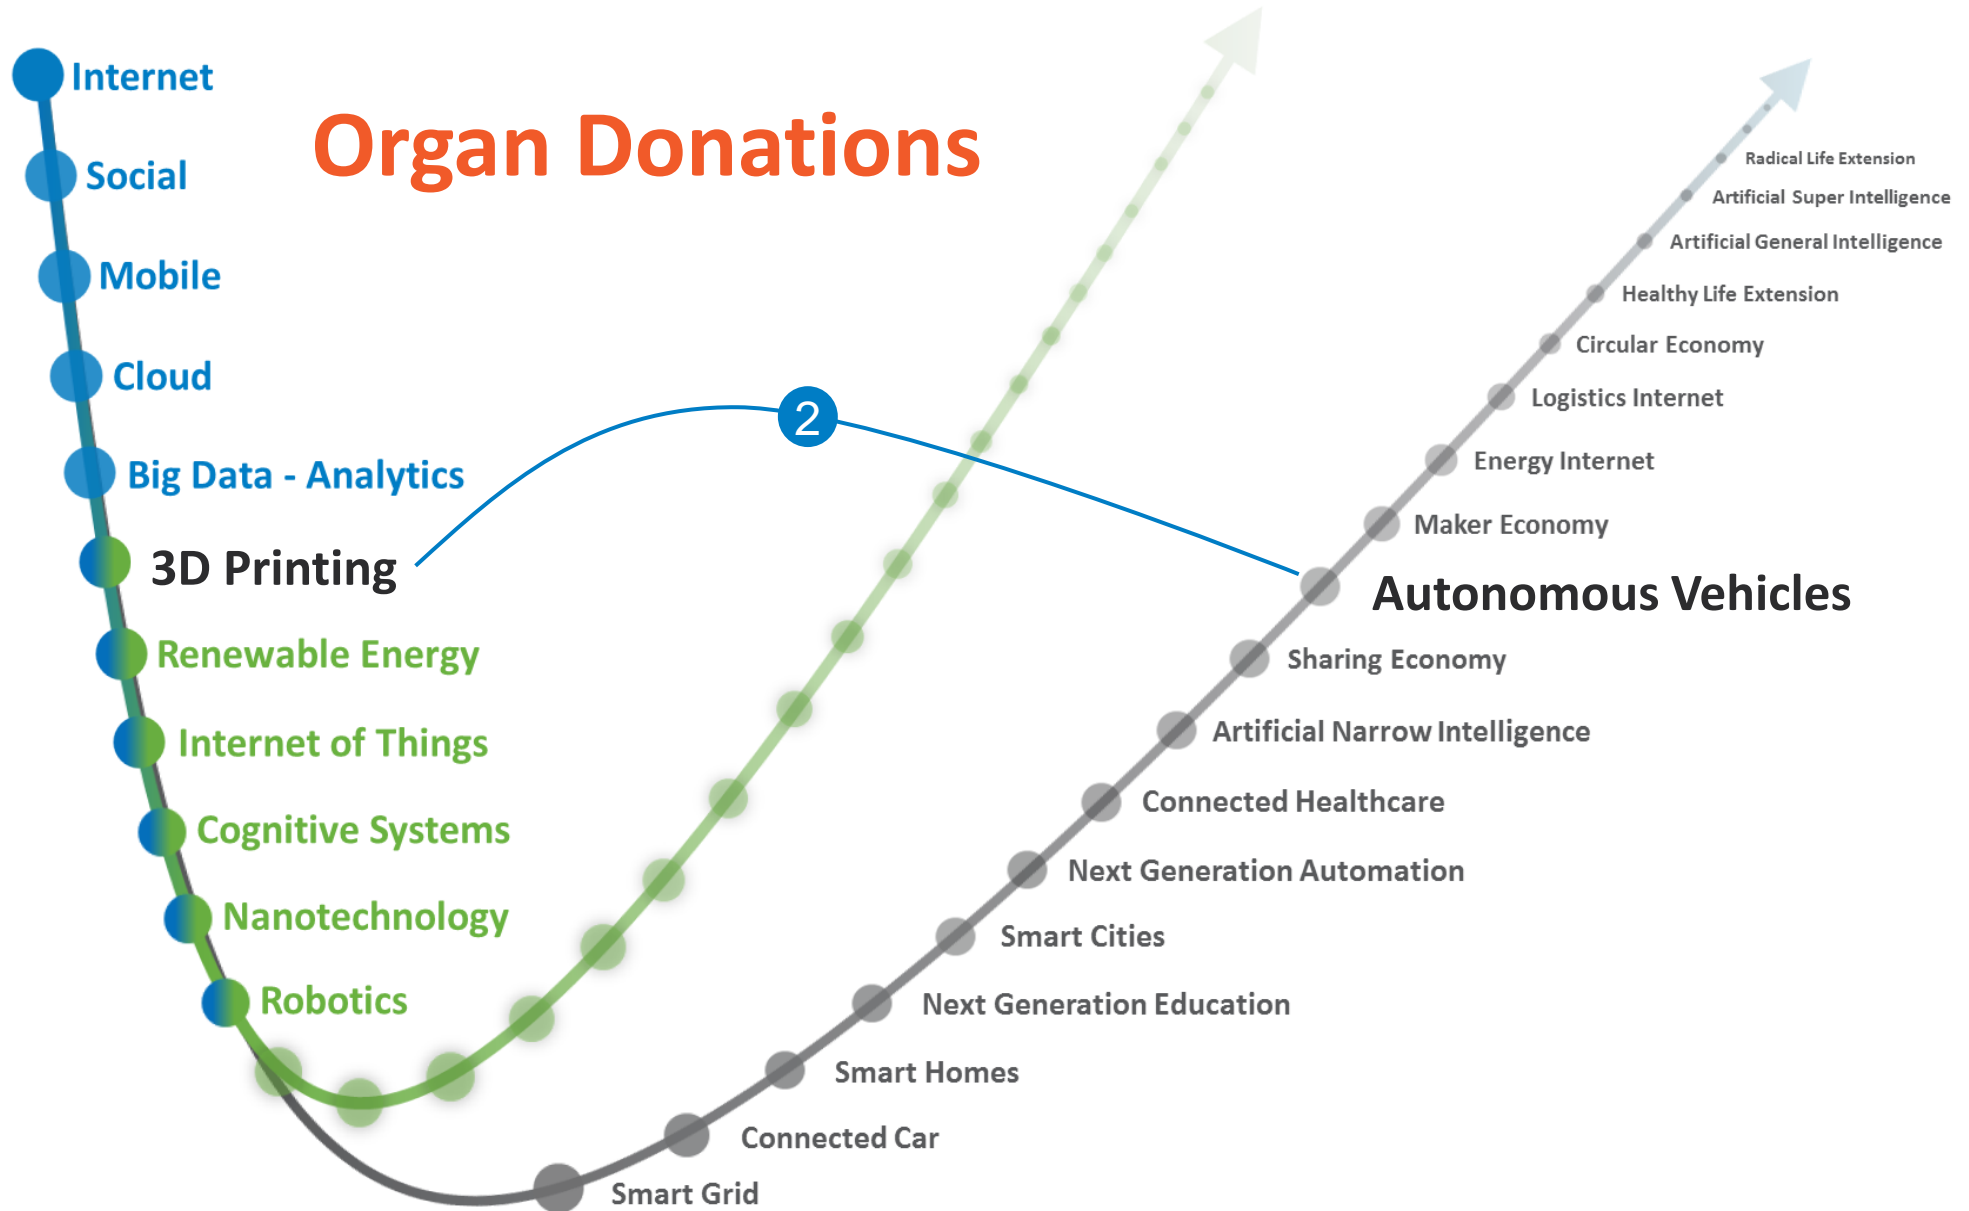 Internet
Social
Mobile
Cloud
Big Data - Analytics
3D Printing
Renewable Energy
Internet of Things
Cognitive Systems
Nanotechnology
Robotics
Organ Donations
2
Radical Life Extension
Artificial Super Intelligence
Artificial General Intelligence
Healthy Life Extension
Circular Economy
Logistics Internet
Energy Internet
Maker Economy
Autonomous Vehicles
Sharing Economy
Artificial Narrow Intelligence
Connected Healthcare
Next Generation Automation
Smart Cities
Next Generation Education
Smart Homes
Connected Car
Smart Grid